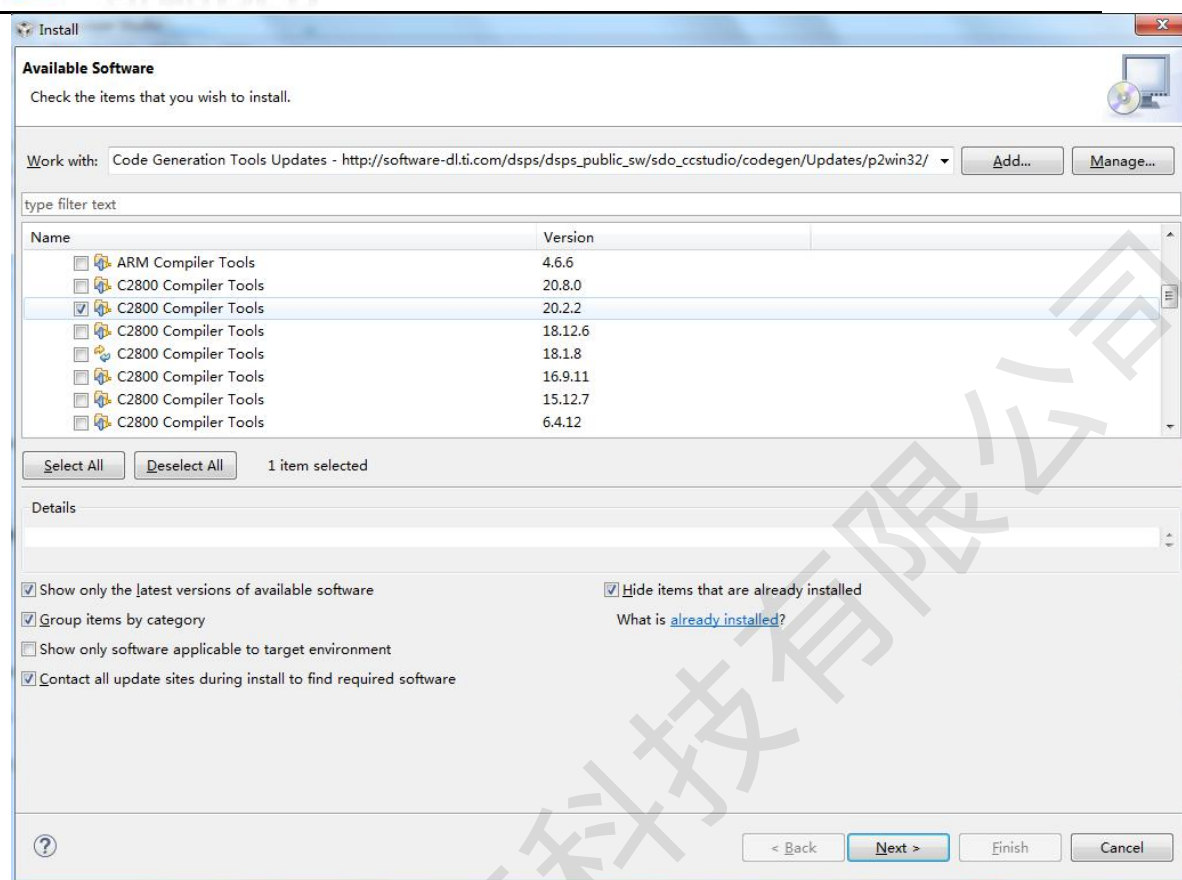 Install
Available Software
Check the items that you wish to install.
Work with: Code Generation Tools Updates - http://software-dl.ti.com/dsps/dsps_public_sw/sdo_ccstudio/codegen/Updates/p2win32/ Add... Manage...
type filter text
Name Version
ARM Compiler Tools 4.6.6
C2800 Compiler Tools 20.8.0
C2800 Compiler Tools 20.2.2
C2800 Compiler Tools 18.12.6
C2800 Compiler Tools 18.1.8
C2800 Compiler Tools 16.9.11
C2800 Compiler Tools 15.12.7
C2800 Compiler Tools 6.4.12
Select All Deselect All 1 item selected
Details
Show only the latest versions of available software Hide items that are already installed
Group items by category What is already installed?
Show only software applicable to target environment
Contact all update sites during install to find required software
< Back Next > Finish Cancel
科技有限公司